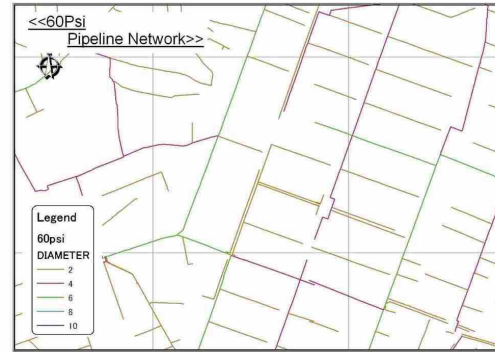 <<60Psi
Pipeline Network>>
Legend
60psi
DIAMETER
2
4
6
8
10